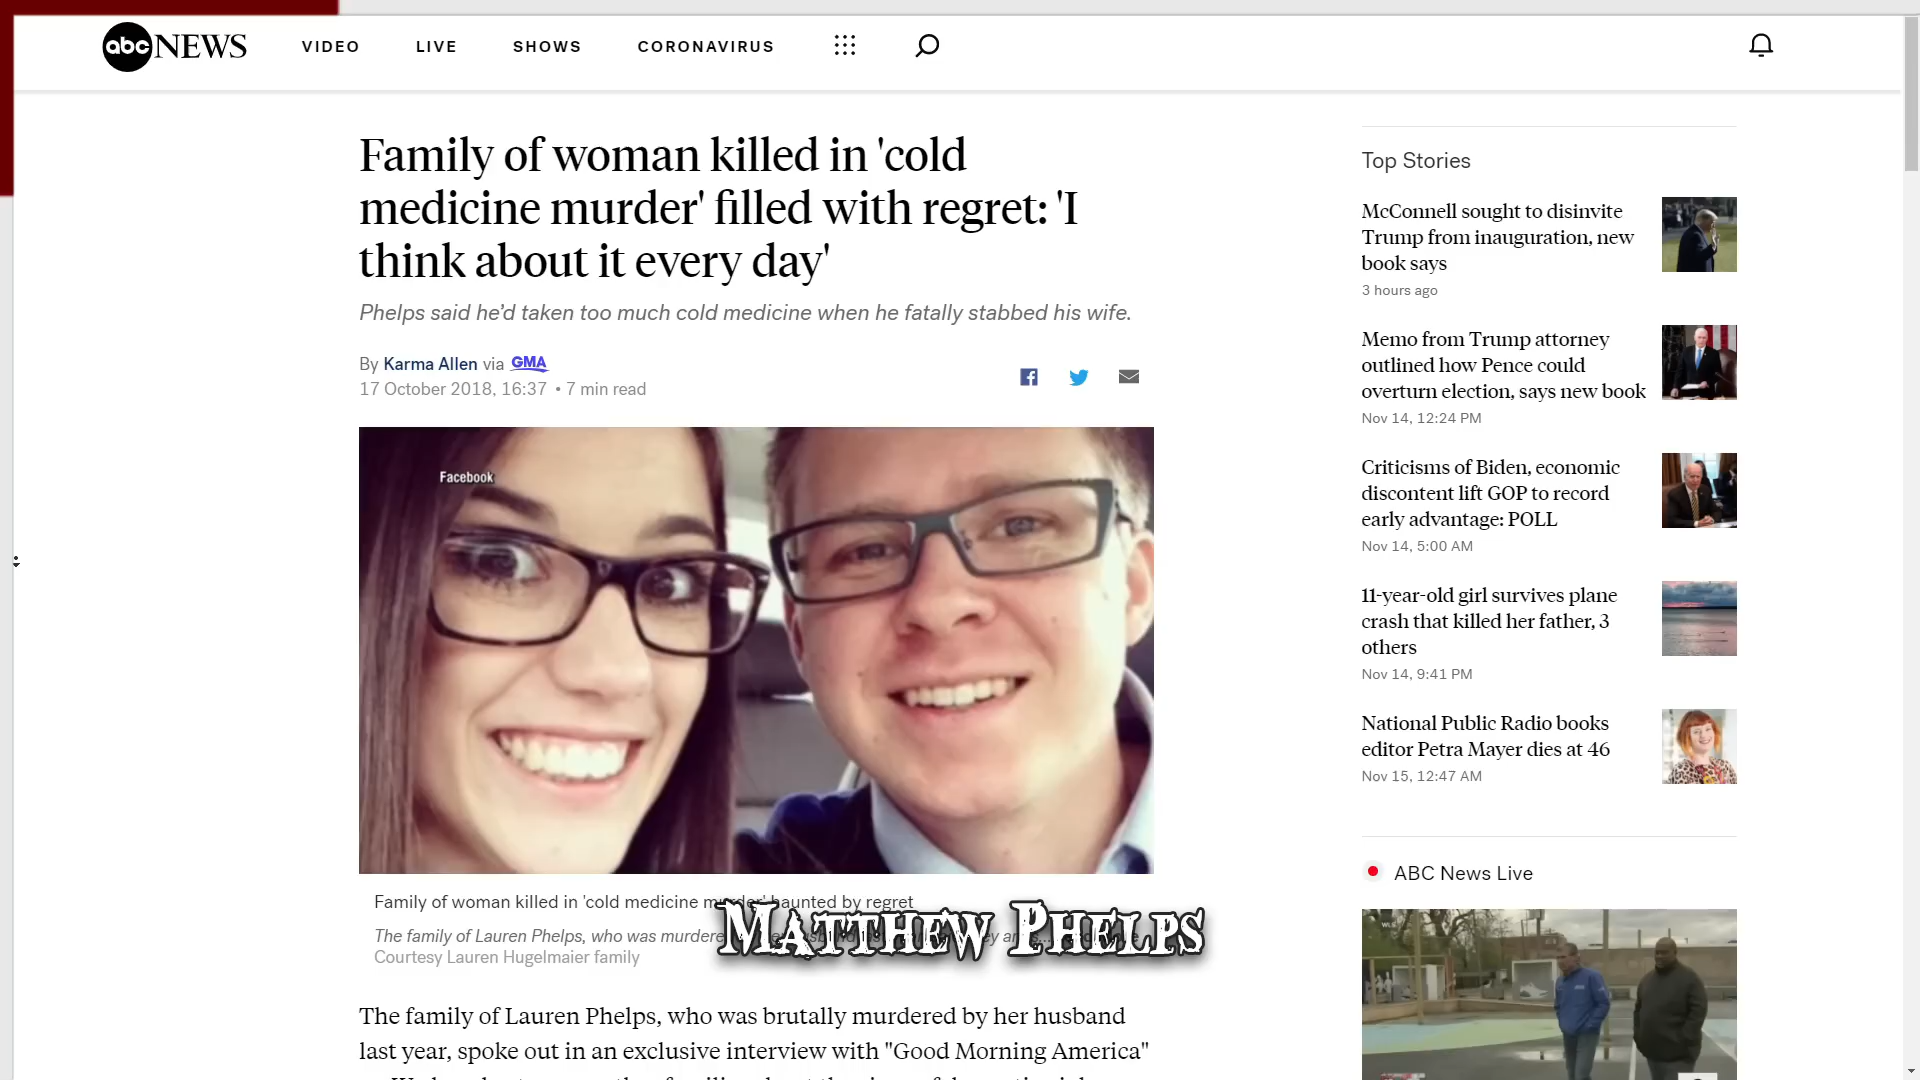 abc NEWS
VIDEO
LIVE
SHOWS
CORONAVIRUS
Family of woman killed in 'cold
medicine murder' filled with regret: 'I
think about it every day'
Phelps said he’d taken too much cold medicine when he fatally stabbed his wife.
By Karma Allen via GMA
17 October 2018, 16:37 • 7 min read
Facebook
Family of woman killed in 'cold medicine murder' haunted by regret
The family of Lauren Phelps, who was murdered
Courtesy Lauren Hugelmaier family
Matthew Phelps
The family of Lauren Phelps, who was brutally murdered by her husband
last year, spoke out in an exclusive interview with "Good Morning America"
Top Stories
McConnell sought to disinvite
Trump from inauguration, new
book says
3 hours ago
Memo from Trump attorney
outlined how Pence could
overturn election, says new book
Nov 14, 12:24 PM
Criticisms of Biden, economic
discontent lift GOP to record
early advantage: POLL
Nov 14, 5:00 AM
11-year-old girl survives plane
crash that killed her father, 3
others
Nov 14, 9:41 PM
National Public Radio books
editor Petra Mayer dies at 46
Nov 15, 12:47 AM
ABC News Live